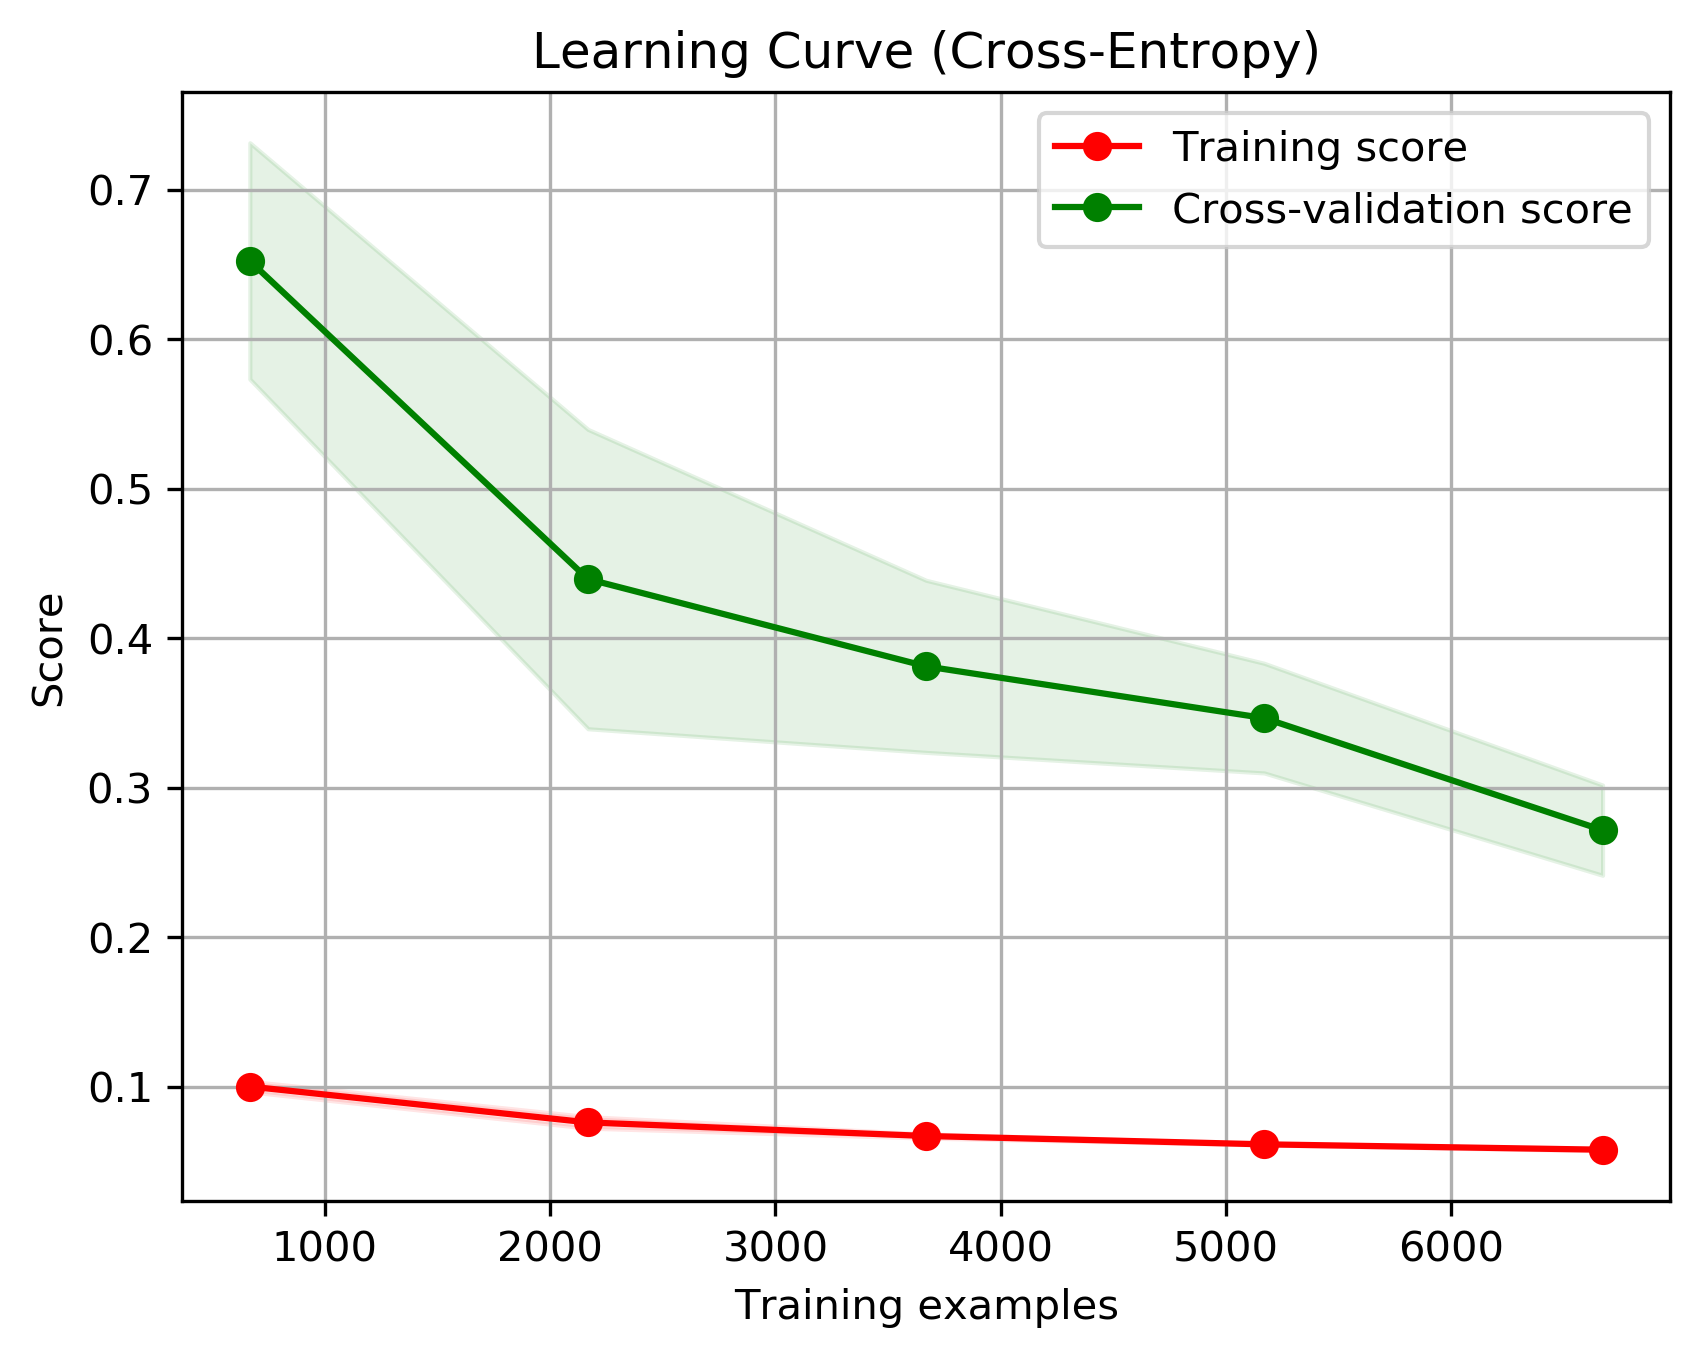 Learning Curve (Cross-Entropy)
Training score
Cross-validation score
0.7
0.6
0.5
0.4
0.3
0.2
0.1
Score
1000 2000 3000 4000 5000 6000
Training examples